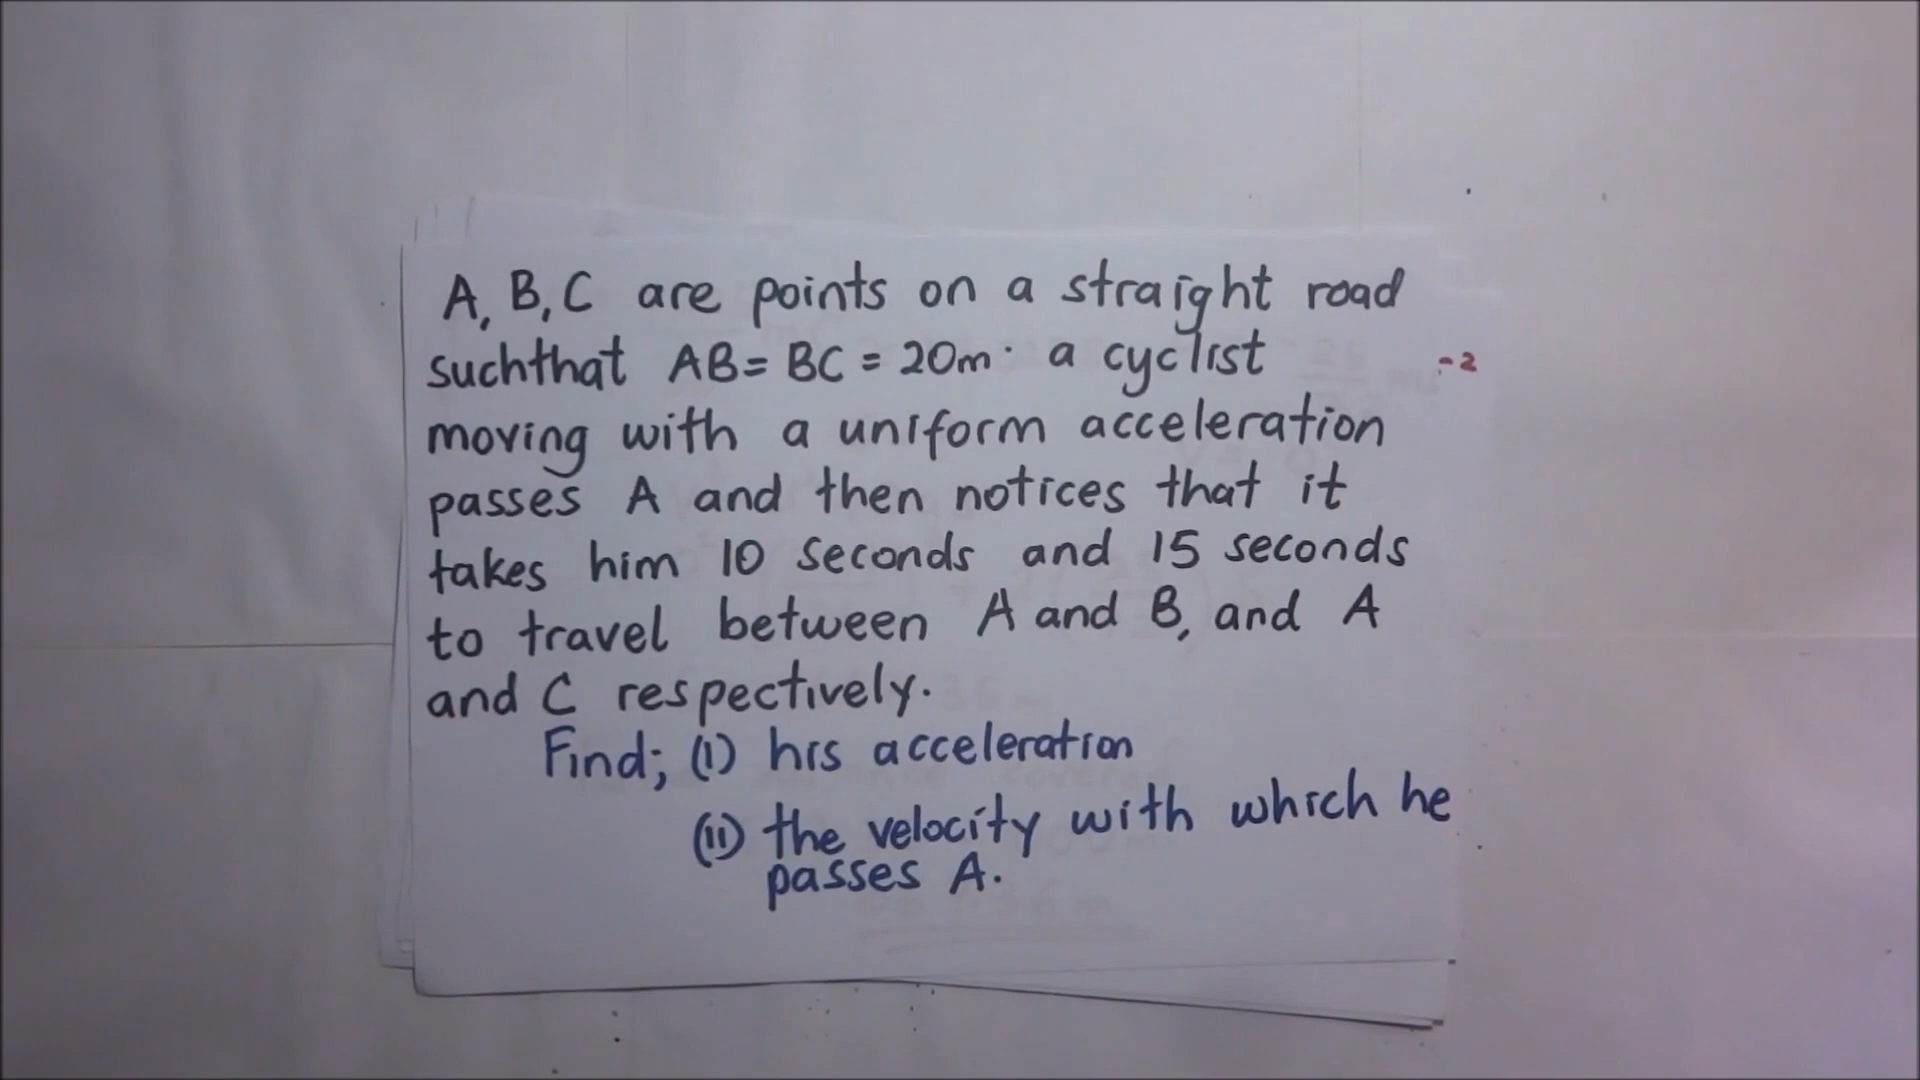 A, B, C are points on a straight road
suchthat AB = BC = 20m. a cyclist
-2
moving with a uniform acceleration
passes A and then notices that it
takes him 10 seconds and 15 seconds
to travel between A and B, and A
and C respectively.
Find; (i) his acceleration
(ii) the velocity with which he
passes A.